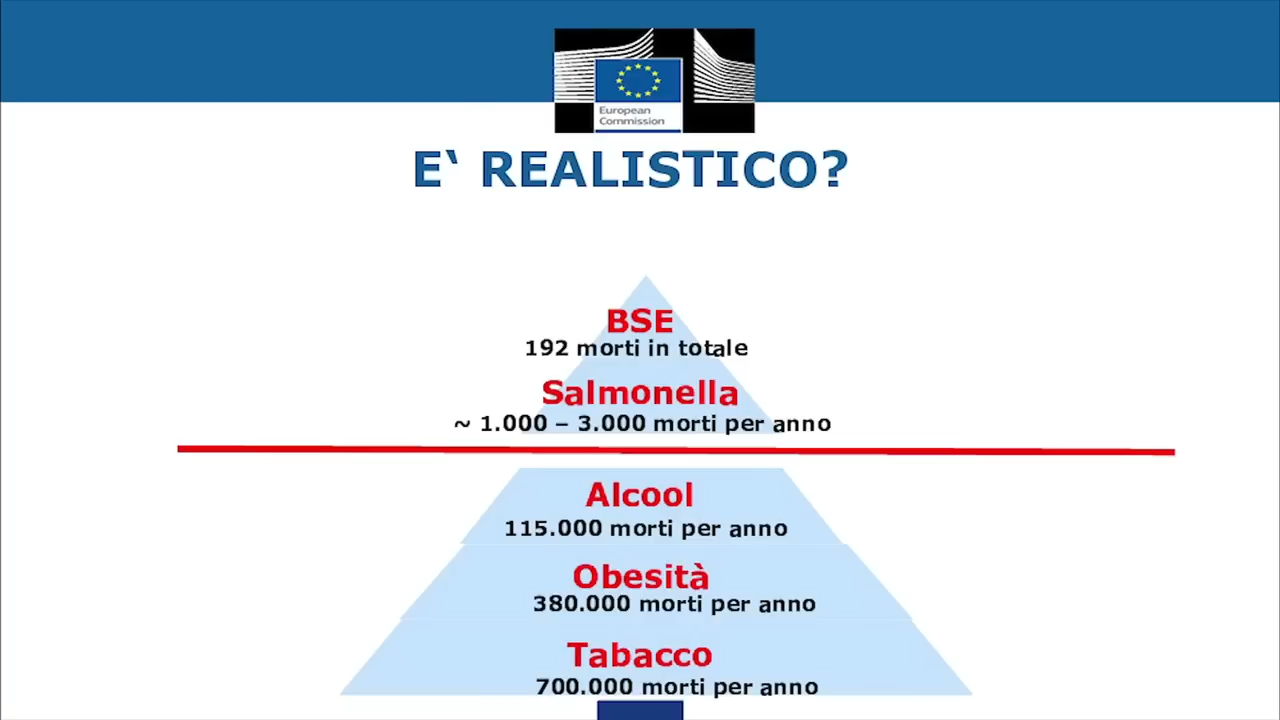 European
Commission
E‘ REALISTICO?
BSE
192 morti in totale
Salmonella
~ 1.000 – 3.000 morti per anno
Alcool
115.000 morti per anno
Obesità
380.000 morti per anno
Tabacco
700.000 morti per anno